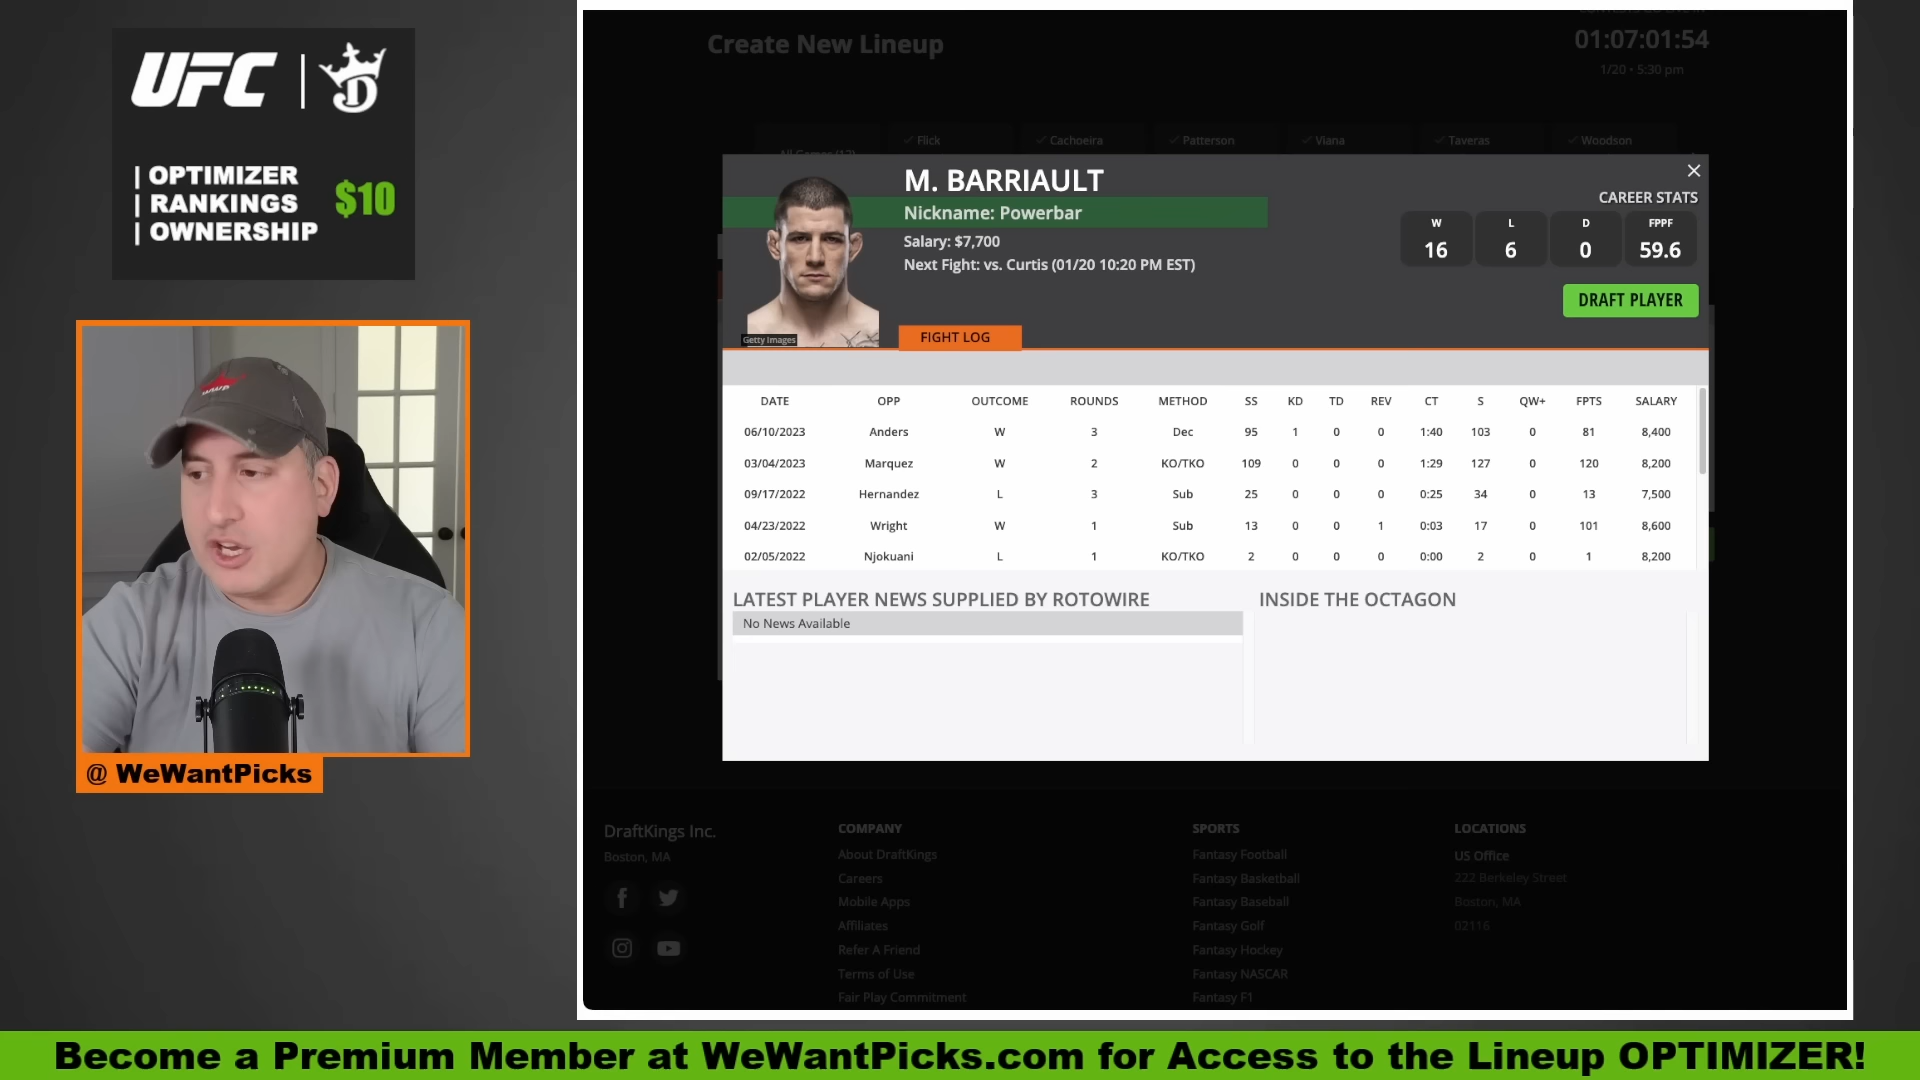 UFC
OPTIMIZER
RANKINGS
OWNERSHIP
$10
@ WeWantPicks
Create New Lineup
01:07:01:54
1/20 • 5:30 pm
Flick
Cachoeira
Patterson
Viana
Taveras
Woodson
M. BARRIAULT
Nickname: Powerbar
Salary: $7,700
Next Fight: vs. Curtis (01/20 10:20 PM EST)
CAREER STATS
W L D FPPF
16 6 0 59.6
DRAFT PLAYER
Getty Images
FIGHT LOG
DATE OPP OUTCOME ROUNDS METHOD SS KD TD REV CT S QW+ FPTS SALARY
06/10/2023 Anders W 3 Dec 95 1 0 0 1:40 103 0 81 8,400
03/04/2023 Marquez W 2 KO/TKO 109 0 0 0 1:29 127 0 120 8,200
09/17/2022 Hernandez L 3 Sub 25 0 0 0 0:25 34 0 13 7,500
04/23/2022 Wright W 1 Sub 13 0 0 1 0:03 17 0 101 8,600
02/05/2022 Njokuani L 1 KO/TKO 2 0 0 0 0:00 2 0 1 8,200
LATEST PLAYER NEWS SUPPLIED BY ROTOWIRE
No News Available
INSIDE THE OCTAGON
DraftKings Inc.
Boston, MA
COMPANY
About DraftKings
Careers
Mobile Apps
Affiliates
Refer A Friend
Terms of Use
Fair Play Commitment
SPORTS
Fantasy Football
Fantasy Basketball
Fantasy Baseball
Fantasy Golf
Fantasy Hockey
Fantasy NASCAR
Fantasy F1
LOCATIONS
US Office
222 Berkeley Street
Boston, MA
02116
Become a Premium Member at WeWantPicks.com for Access to the Lineup OPTIMIZER!